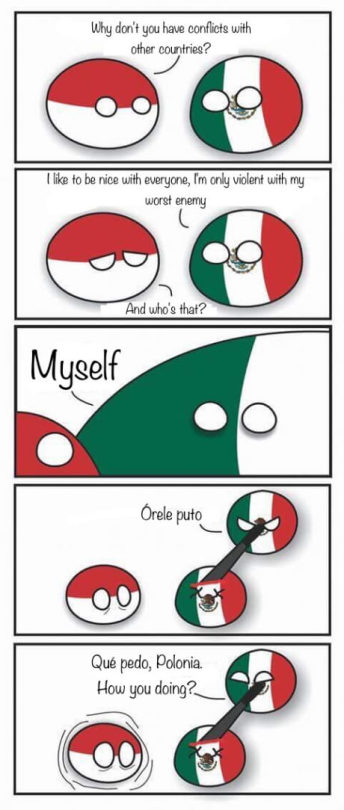 Why don't you have conflicts with
other countries?
I like to be nice with everyone, I'm only violent with my
worst enemy
And who's that?
Myself
Órele puto
Qué pedo, Polonia.
How you doing?